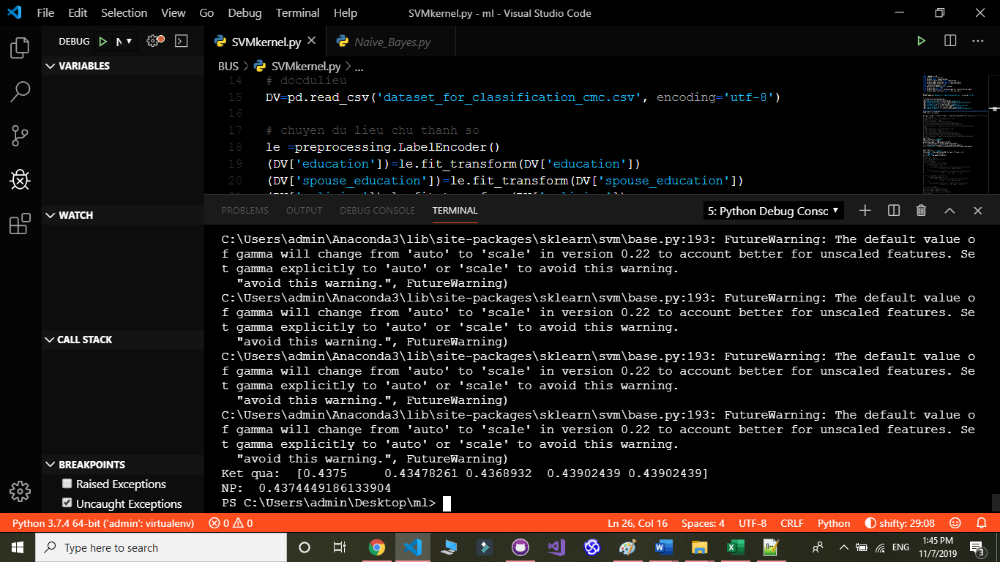 File Edit Selection View Go Debug Terminal Help SVMkernel.py - ml - Visual Studio Code
DEBUG N
SVMkernel.py Naive_Bayes.py
VARIABLES
BUS > SVMkernel.py > ...
14 # docdulieu
15 DV=pd.read_csv('dataset_for_classification_cmc.csv', encoding='utf-8')
16
17 # chuyen du lieu chu thanh so
18 le =preprocessing.LabelEncoder()
19 (DV['education'])=le.fit_transform(DV['education'])
20 (DV['spouse_education'])=le.fit_transform(DV['spouse_education'])
WATCH
CALL STACK
BREAKPOINTS
Raised Exceptions
Uncaught Exceptions
PROBLEMS OUTPUT DEBUG CONSOLE TERMINAL 5: Python Debug Consc
C:\Users\admin\Anaconda3\lib\site-packages\sklearn\svm\base.py:193: FutureWarning: The default value o
f gamma will change from 'auto' to 'scale' in version 0.22 to account better for unscaled features. Se
t gamma explicitly to 'auto' or 'scale' to avoid this warning.
"avoid this warning.", FutureWarning)
C:\Users\admin\Anaconda3\lib\site-packages\sklearn\svm\base.py:193: FutureWarning: The default value o
f gamma will change from 'auto' to 'scale' in version 0.22 to account better for unscaled features. Se
t gamma explicitly to 'auto' or 'scale' to avoid this warning.
"avoid this warning.", FutureWarning)
C:\Users\admin\Anaconda3\lib\site-packages\sklearn\svm\base.py:193: FutureWarning: The default value o
f gamma will change from 'auto' to 'scale' in version 0.22 to account better for unscaled features. Se
t gamma explicitly to 'auto' or 'scale' to avoid this warning.
"avoid this warning.", FutureWarning)
C:\Users\admin\Anaconda3\lib\site-packages\sklearn\svm\base.py:193: FutureWarning: The default value o
f gamma will change from 'auto' to 'scale' in version 0.22 to account better for unscaled features. Se
t gamma explicitly to 'auto' or 'scale' to avoid this warning.
"avoid this warning.", FutureWarning)
Ket qua: [0.4375 0.43478261 0.4368932 0.43902439 0.43902439]
NP: 0.4374449186133904
PS C:\Users\admin\Desktop\ml>
Python 3.7.4 64-bit ('admin': virtualenv) 0 0 Ln 26, Col 16 Spaces: 4 UTF-8 CRLF Python shifty: 29:08
Type here to search ENG 1:45 PM
11/7/2019 3